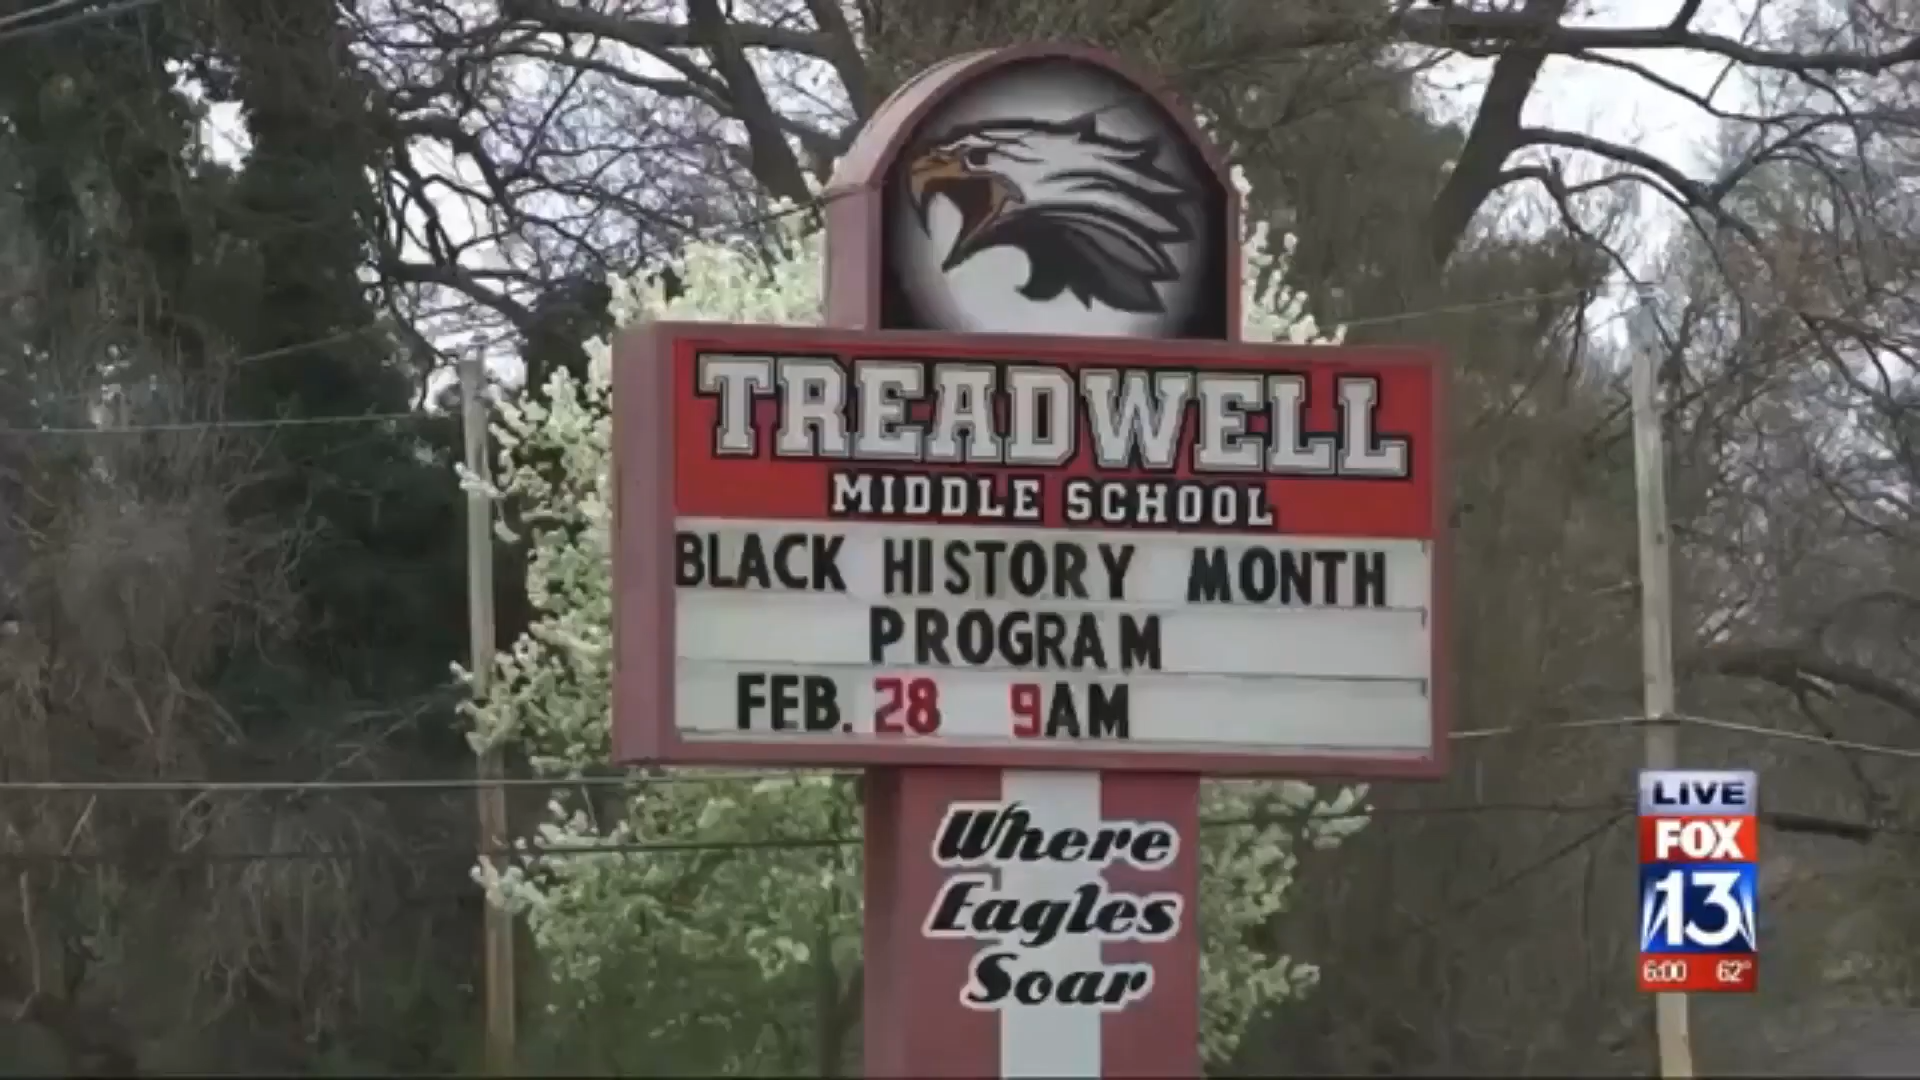 TREADWELL
MIDDLE SCHOOL
BLACK HISTORY MONTH
PROGRAM
FEB. 28 9AM
Where
Eagles
Soar
LIVE
FOX
13
6:00 62°